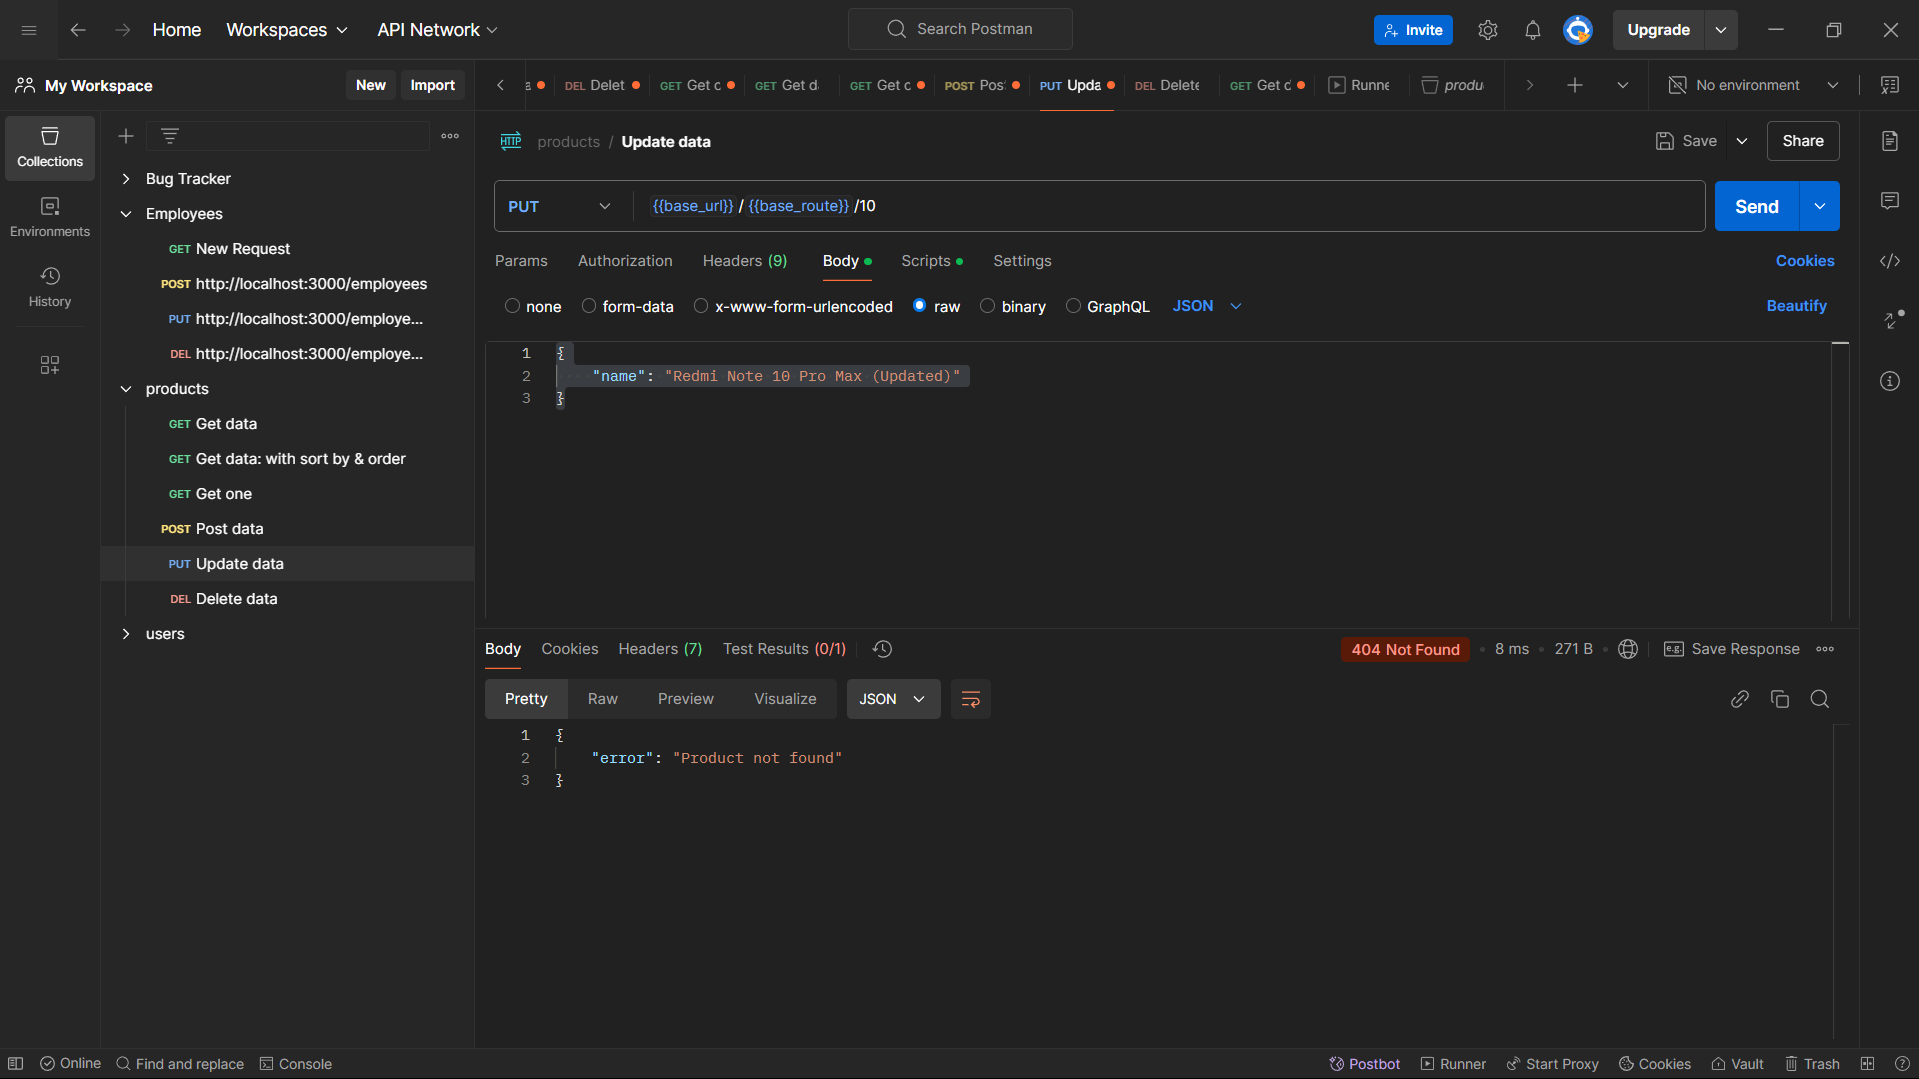 Home Workspaces API Network Search Postman Invite Upgrade
My Workspace New Import
DEL Delet GET Get c GET Get d GET Get c POST Pos PUT Upda DEL Delete GET Get c Runne produ No environment
Collections
Environments
History
Bug Tracker
Employees
GET New Request
POST http://localhost:3000/employees
PUT http://localhost:3000/employe...
DEL http://localhost:3000/employe...
products
GET Get data
GET Get data: with sort by & order
GET Get one
POST Post data
PUT Update data
DEL Delete data
users
HTTP products / Update data Save Share
PUT {{base_url}} / {{base_route}} /10 Send
Params Authorization Headers (9) Body Scripts Settings Cookies
none form-data x-www-form-urlencoded raw binary GraphQL JSON Beautify
1 {
2 "name": "Redmi Note 10 Pro Max (Updated)"
3 }
Body Cookies Headers (7) Test Results (0/1) 404 Not Found 8 ms 271 B e.g. Save Response
Pretty Raw Preview Visualize JSON
1 {
2 "error": "Product not found"
3 }
Online Find and replace Console Postbot Runner Start Proxy Cookies Vault Trash